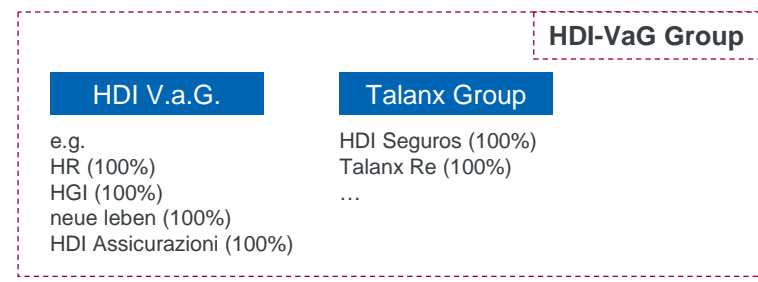 HDI-VaG Group
HDI V.a.G.
e.g.
HR (100%)
HGI (100%)
neue leben (100%)
HDI Assicurazioni (100%)
Talanx Group
HDI Seguros (100%)
Talanx Re (100%)
…